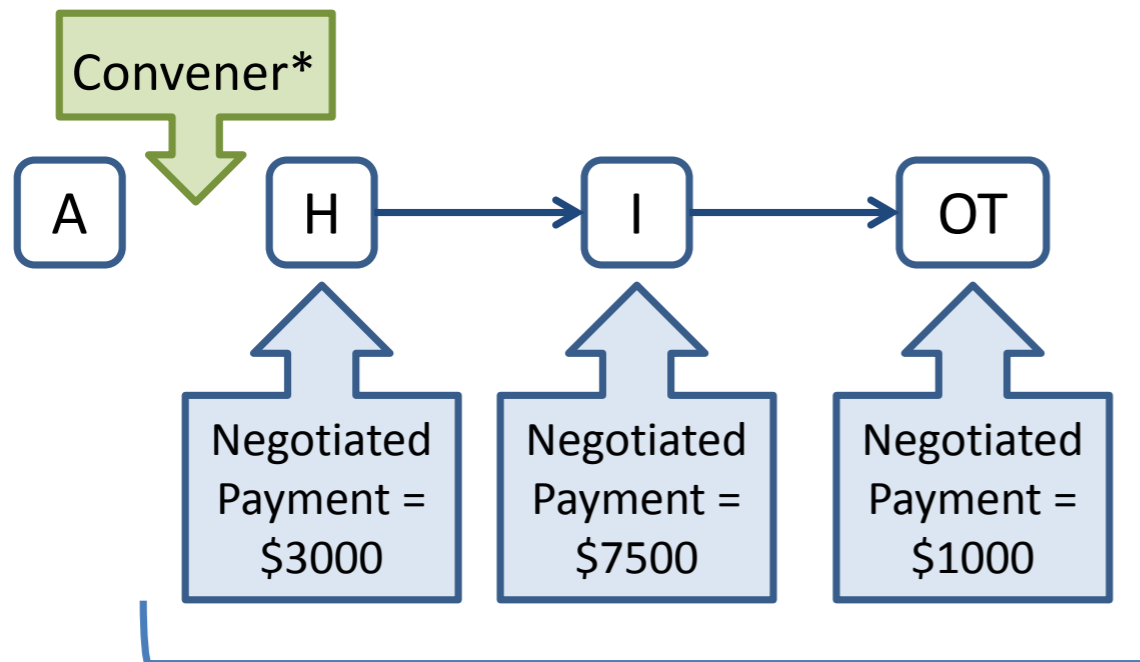 Convener*
A
H
I
OT
Negotiated
Payment =
$3000
Negotiated
Payment =
$7500
Negotiated
Payment =
$1000